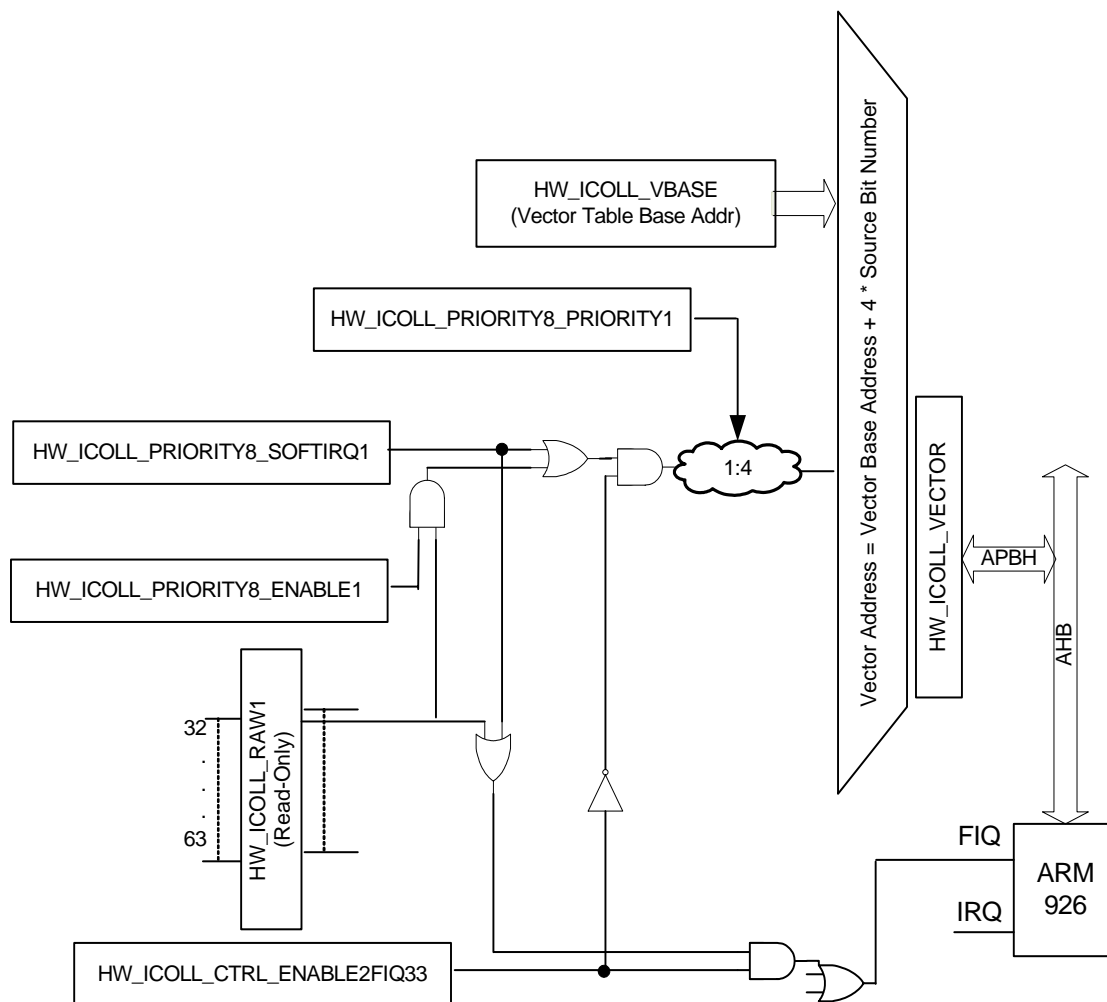 HW_ICOLL_VBASE
(Vector Table Base Addr)
HW_ICOLL_PRIORITY8_PRIORITY1
Vector Address = Vector Base Address + 4 * Source Bit Number
HW_ICOLL_PRIORITY8_SOFTIRQ1
1:4
HW_ICOLL_VECTOR
APBH
AHB
HW_ICOLL_PRIORITY8_ENABLE1
32
.
.
.
63
HW_ICOLL_RAW1
(Read-Only)
FIQ
IRQ
ARM
926
HW_ICOLL_CTRL_ENABLE2FIQ33